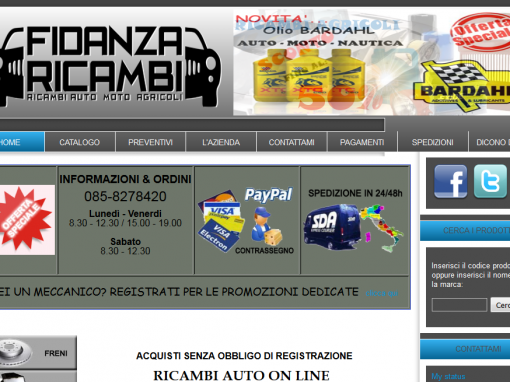 FIDANZA
RICAMBI
RICAMBI AUTO MOTO AGRICOLI
NOVITA'
Olio BARDAHL
AUTO - MOTO - NAUTICA
Offerta
Speciale
BARDAHL
HOME
CATALOGO
PREVENTIVI
L'AZIENDA
CONTATTAMI
PAGAMENTI
SPEDIZIONI
DICONO D
OFFERTA
SPECIALE
INFORMAZIONI & ORDINI
085-8278420
Lunedi - Venerdi
8.30 - 12.30 / 15.00 - 19.00
Sabato
8.30 - 12.30
PayPal
VISA
VISA
Electron
CONTRASSEGNO
SPEDIZIONE IN 24/48h
SDA
EI UN MECCANICO? REGISTRATI PER LE PROMOZIONI DEDICATE
CERCA I PRODOTT
Inserisci il codice prodo
oppure inserisci il nome
la marca:
Cerc
CONTATTAMI
My status
FRENI
ACQUISTI SENZA OBBLIGO DI REGISTRAZIONE
RICAMBI AUTO ON LINE